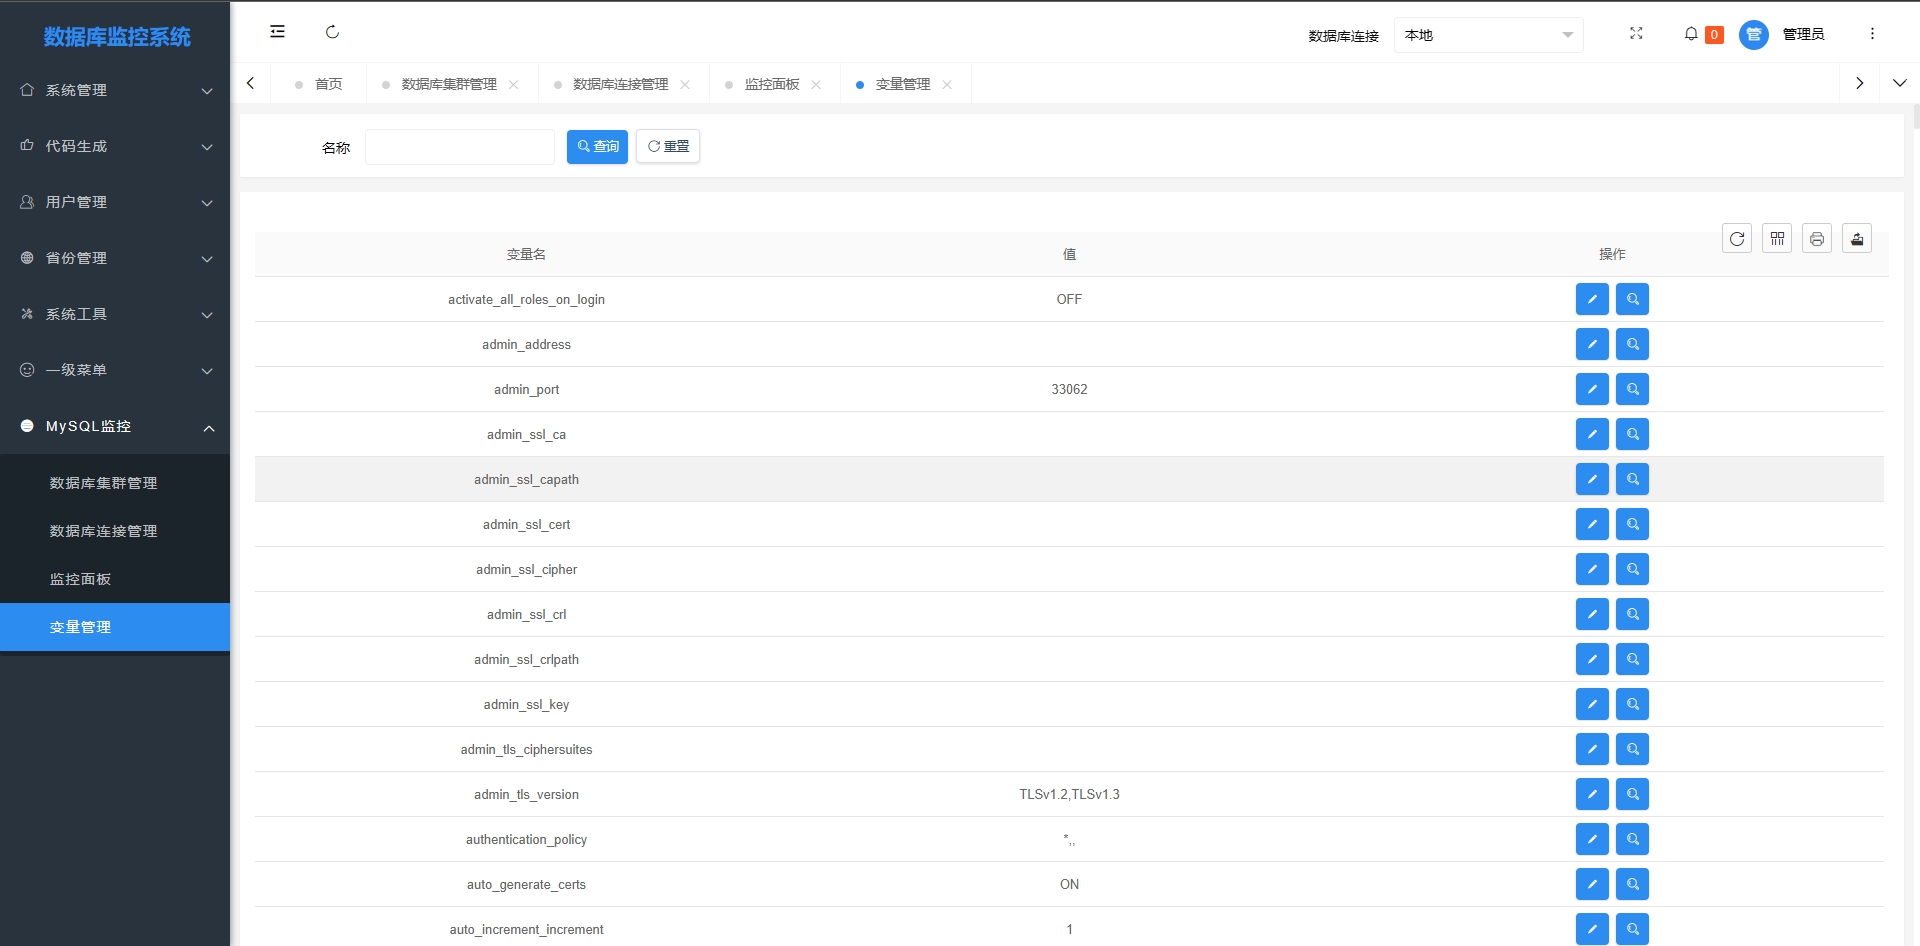 数据库监控系统
系统管理
代码生成
用户管理
省份管理
系统工具
一级菜单
MySQL监控
数据库集群管理
数据库连接管理
监控面板
变量管理
数据库连接 本地 0 管 管理员
首页 数据库集群管理 数据库连接管理 监控面板 变量管理
名称 查询 重置
变量名 值 操作
activate_all_roles_on_login OFF
admin_address
admin_port 33062
admin_ssl_ca
admin_ssl_capath
admin_ssl_cert
admin_ssl_cipher
admin_ssl_crl
admin_ssl_crlpath
admin_ssl_key
admin_tls_ciphersuites
admin_tls_version TLSv1.2,TLSv1.3
authentication_policy *,,
auto_generate_certs ON
auto_increment_increment 1